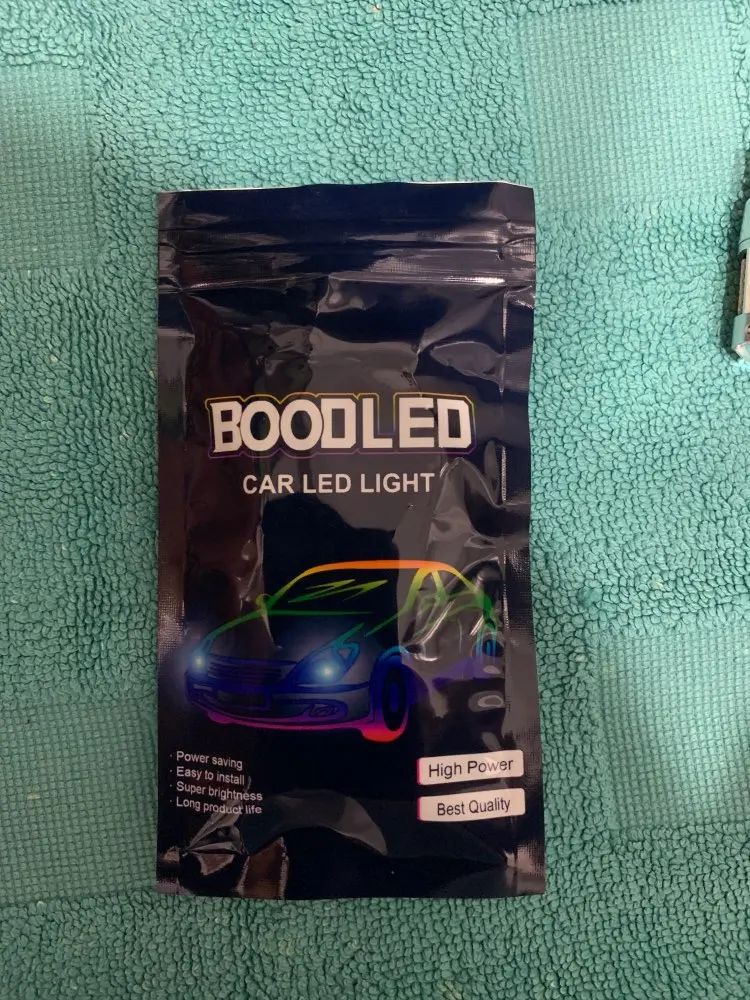 BOODLED
CAR LED LIGHT
· Power saving
· Easy to install
· Super brightness
· Long product life
High Power
Best Quality